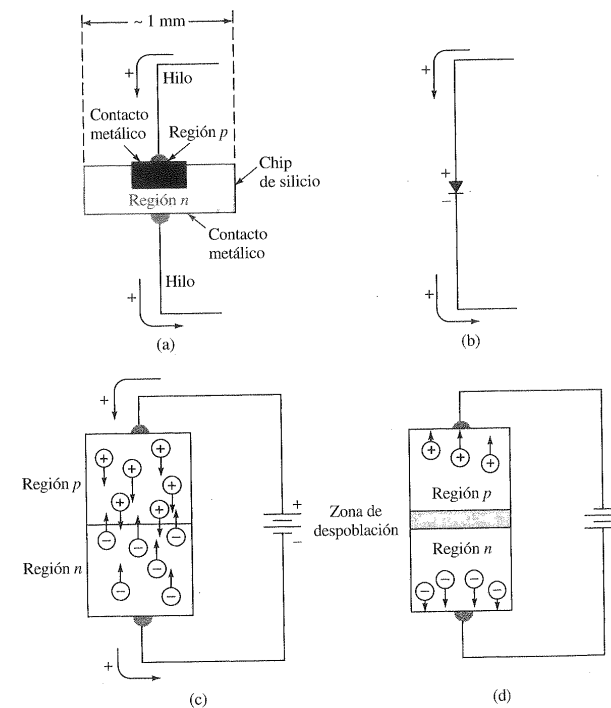 ~ 1 mm
+
Hilo
Contacto
metálico
Región p
Chip
de silicio
Región n
Contacto
metálico
+
Hilo
(a)
+
+
−
+
(b)
+
Región p
+ + + + + +
+
−
− − − − − −
Región n
+
(c)
+ + +
Región p
Zona de
despoblación
Región n
− − − −
(d)